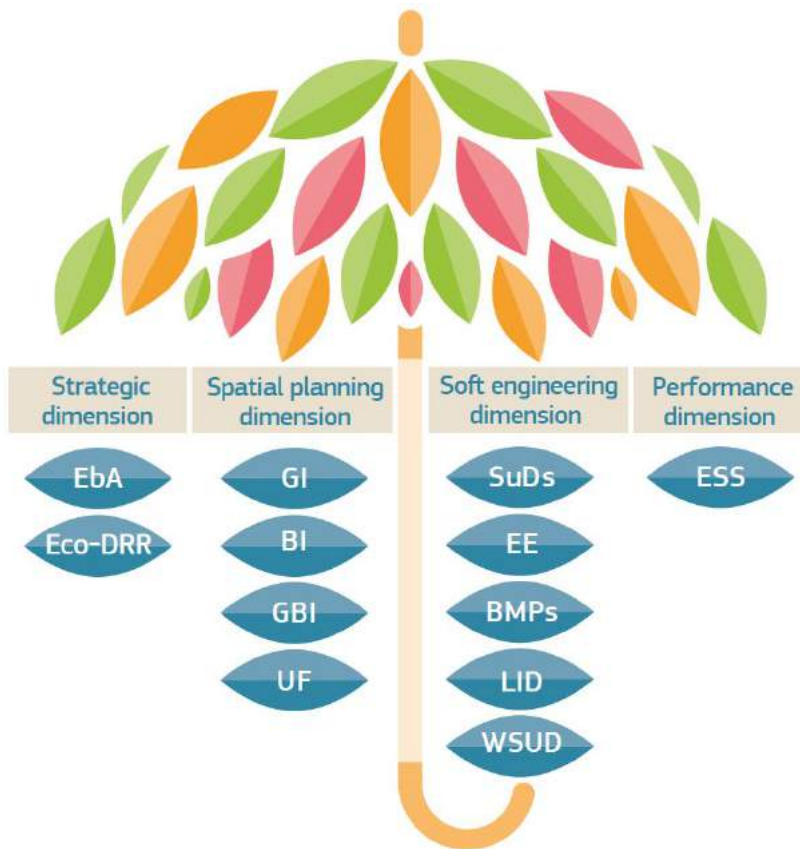 Strategic
dimension
EbA
Eco-DRR
Spatial planning
dimension
GI
BI
GBI
UF
Soft engineering
dimension
SuDs
EE
BMPs
LID
WSUD
Performance
dimension
ESS